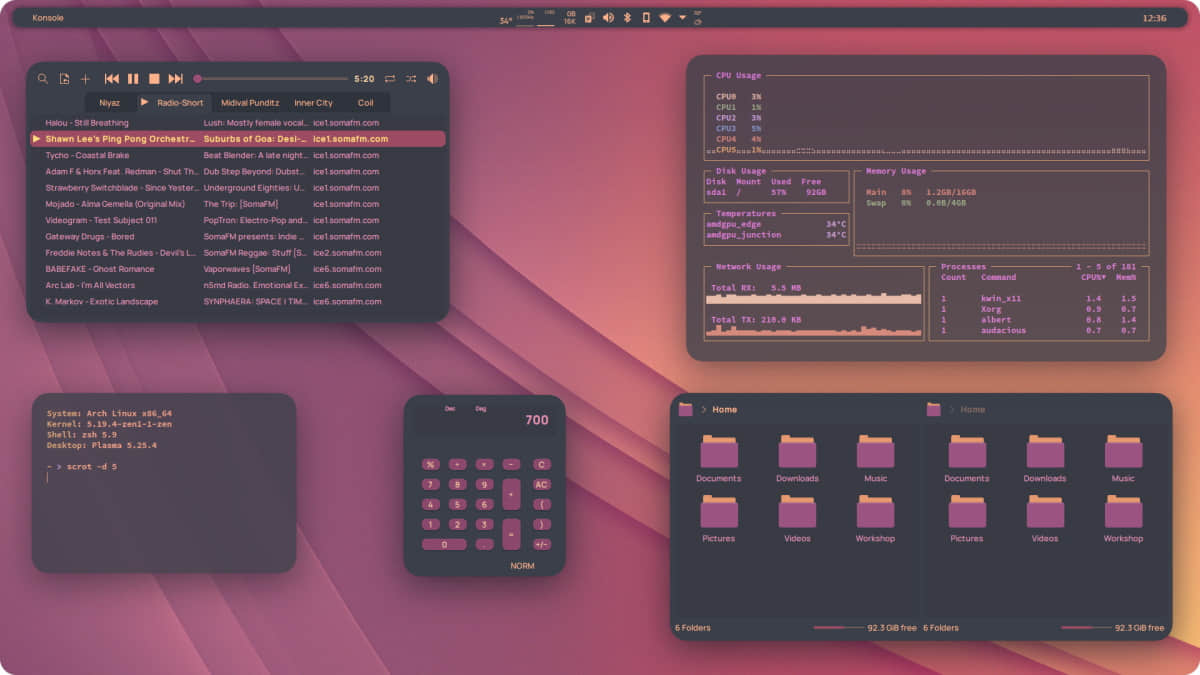 Konsole
34° 0B 16K 12:36
5:20
Niyaz Radio-Short Midival Punditz Inner City Coil
Halou - Still Breathing Lush: Mostly female vocal... ice1.somafm.com
Shawn Lee's Ping Pong Orchestr... Suburbs of Goa: Desi-... ice1.somafm.com
Tycho - Coastal Brake Beat Blender: A late night... ice1.somafm.com
Adam F & Horx Feat. Redman - Shut Th... Dub Step Beyond: Dubst... ice1.somafm.com
Strawberry Switchblade - Since Yester... Underground Eighties: U... ice1.somafm.com
Mojado - Alma Gemella (Original Mix) The Trip: [SomaFM] ice1.somafm.com
Videogram - Test Subject 011 PopTron: Electro-Pop and... ice1.somafm.com
Gateway Drugs - Bored SomaFM presents: Indie ... ice1.somafm.com
Freddie Notes & The Rudies - Devil's L... SomaFM Reggae: Stuff [S... ice2.somafm.com
BABEFAKE - Ghost Romance Vaporwaves [SomaFM] ice6.somafm.com
Arc Lab - I'm All Vectors n5md Radio. Emotional Ex... ice6.somafm.com
K. Markov - Exotic Landscape SYNPHAERA: SPACE | TIM... ice6.somafm.com
CPU Usage
CPU0 3%
CPU1 1%
CPU2 3%
CPU3 5%
CPU4 4%
CPU5 1%
Disk Usage
Disk Mount Used Free
sda1 / 57% 92GB
Temperatures
amdgpu_edge 34°C
amdgpu_junction 34°C
Memory Usage
Main 8% 1.2GB/16GB
Swap 0% 0.0B/4GB
Network Usage
Total RX: 5.5 MB
Total TX: 210.0 KB
Processes 1 - 5 of 181
Count Command CPU%▼ Mem%
1 kwin_x11 1.4 1.5
1 Xorg 0.9 0.7
1 albert 0.8 1.4
1 audacious 0.7 0.7
System: Arch Linux x86_64
Kernel: 5.19.4-zen1-1-zen
Shell: zsh 5.9
Desktop: Plasma 5.25.4
~ > scrot -d 5
Dec Deg
700
% ÷ × − C
7 8 9 + AC
4 5 6 (
1 2 3 = )
0 . +/−
NORM
> Home
Documents Downloads Music
Pictures Videos Workshop
6 Folders 92.3 GiB free
> Home
Documents Downloads Music
Pictures Videos Workshop
6 Folders 92.3 GiB free